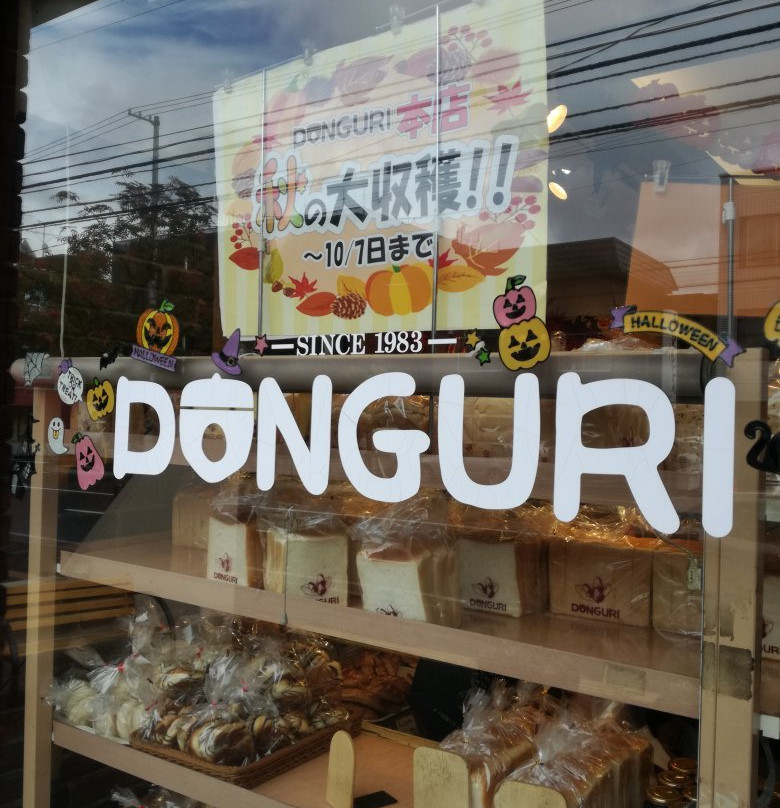 DONGURI 本店
秋の大収穫!!
～10/7日まで
SINCE 1983
HALLOWEEN
HALLOWEEN
DONGURI
DONGURI
DONGURI
DONGURI